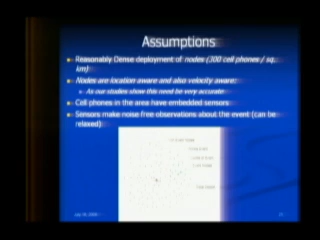 Assumptions
Reasonably Dense deployment of nodes (200 cell phones / sq. km)
Nodes are location aware and also velocity aware:
As our studies show this need be very accurate
Cell phones in the area have embedded sensors
Sensors make noise free observations about the event (can be relaxed)